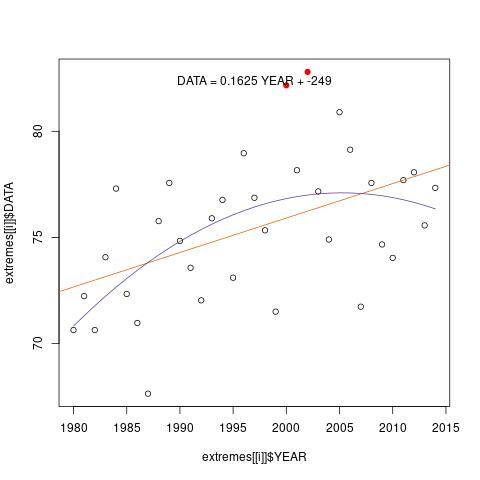 DATA = 0.1625 YEAR + -249
80
75
70
extremes[[i]]$DATA
1980 1985 1990 1995 2000 2005 2010 2015
extremes[[i]]$YEAR